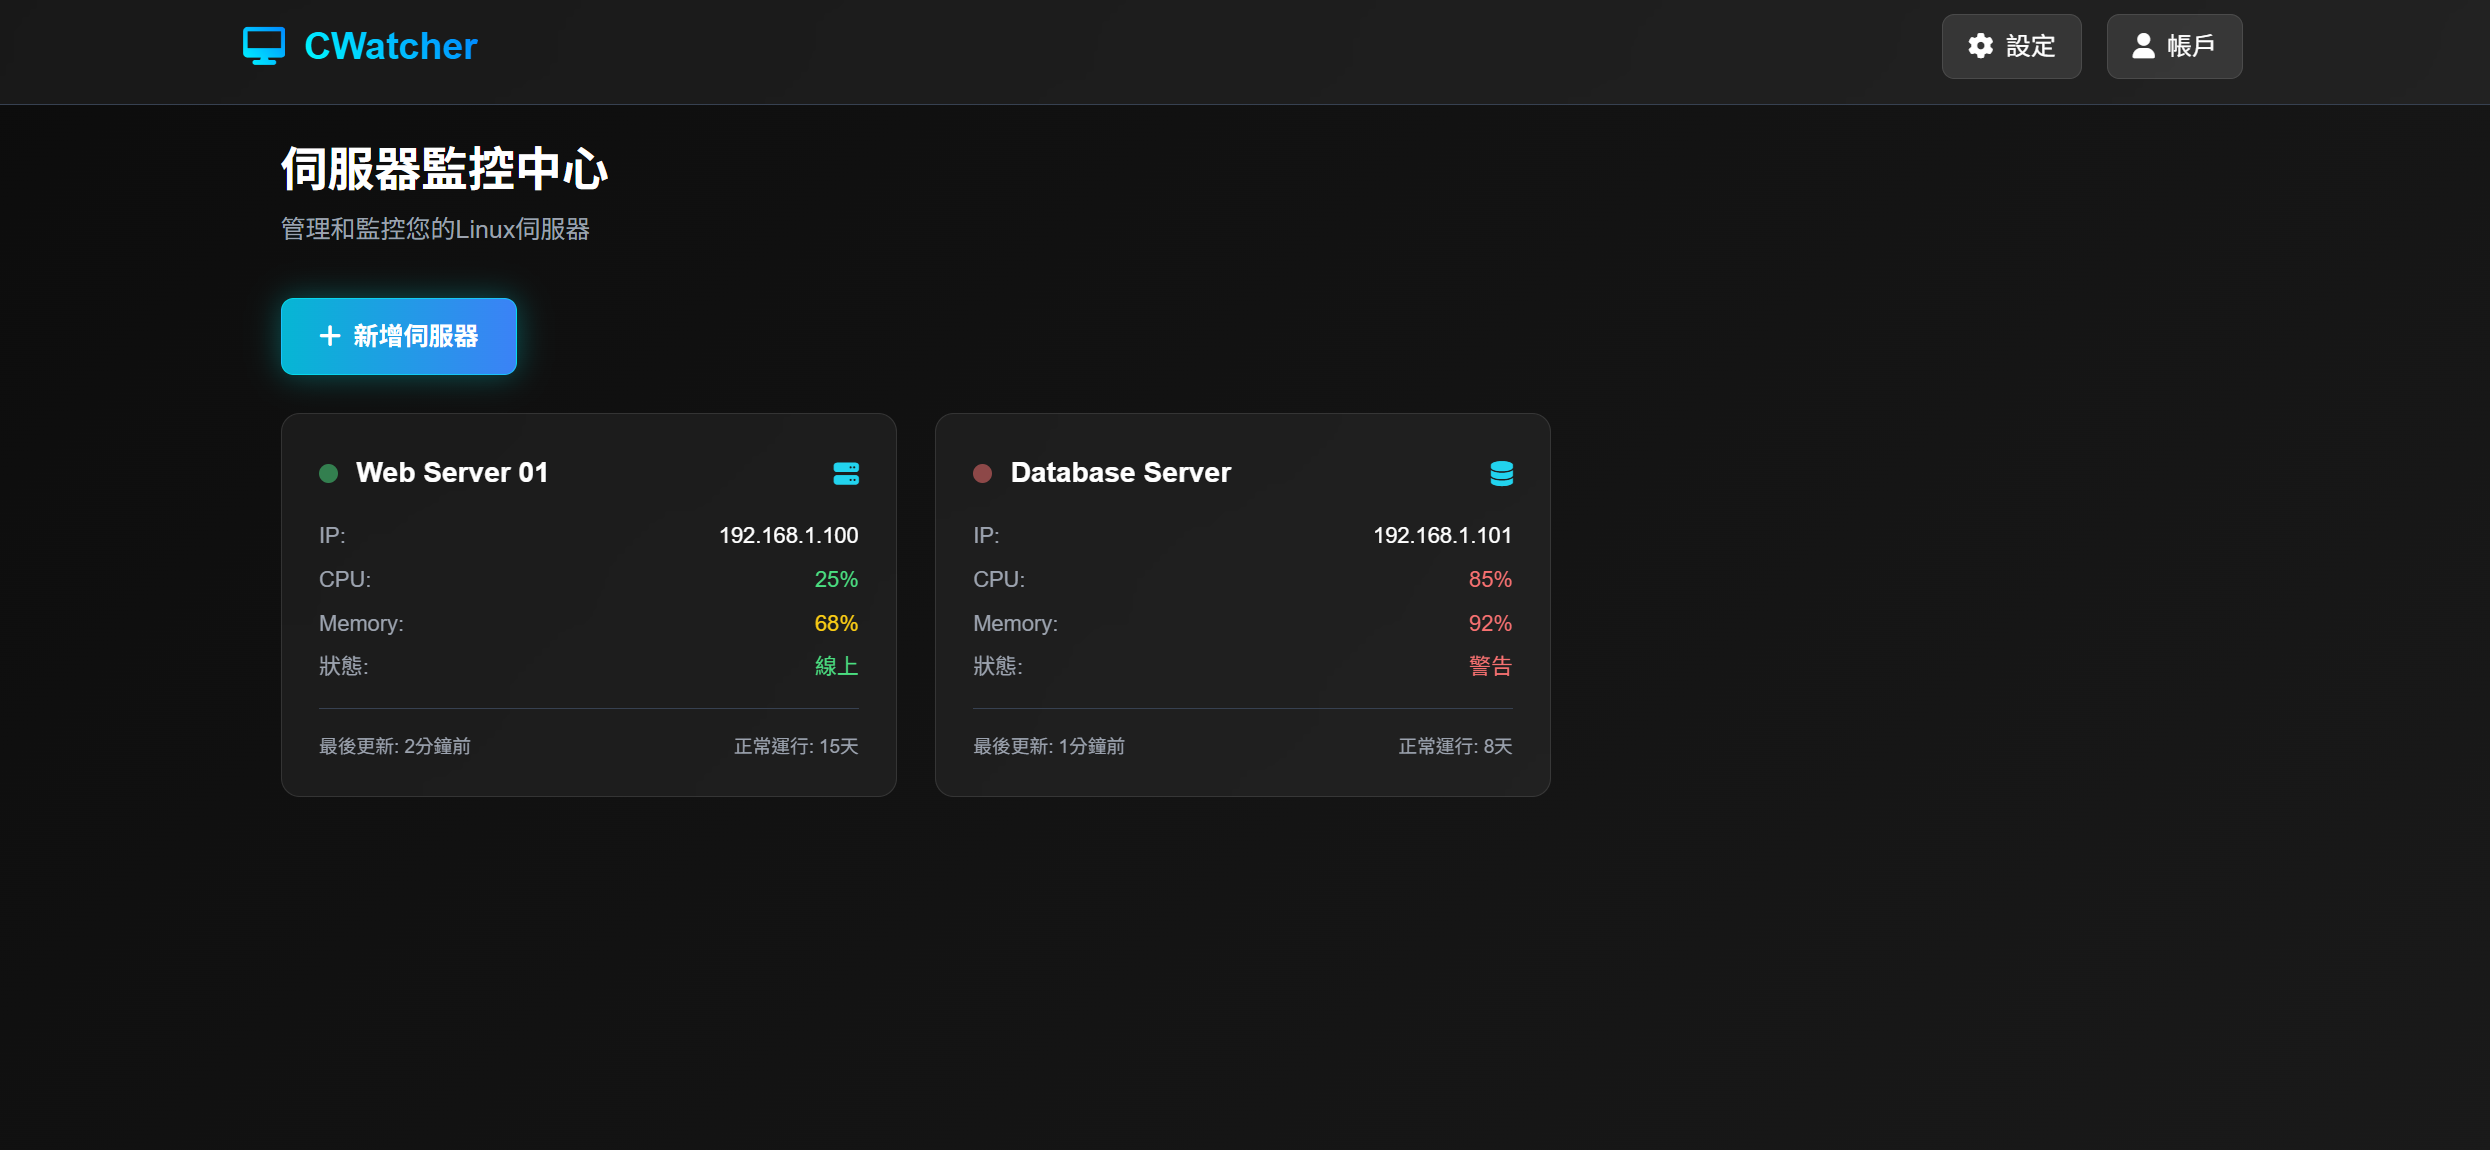 CWatcher
設定
帳戶
伺服器監控中心
管理和監控您的Linux伺服器
新增伺服器
Web Server 01
IP: 192.168.1.100
CPU: 25%
Memory: 68%
狀態: 線上
最後更新: 2分鐘前 正常運行: 15天
Database Server
IP: 192.168.1.101
CPU: 85%
Memory: 92%
狀態: 警告
最後更新: 1分鐘前 正常運行: 8天